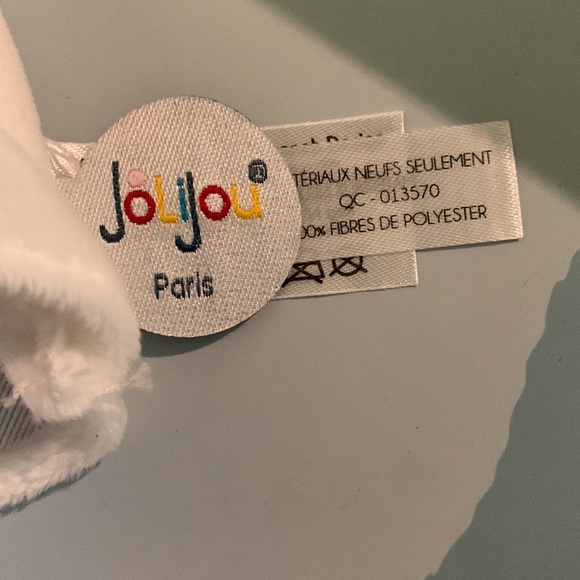 JoliJou®
Paris
TÉRIAUX NEUFS SEULEMENT
QC - 013570
00% FIBRES DE POLYESTER